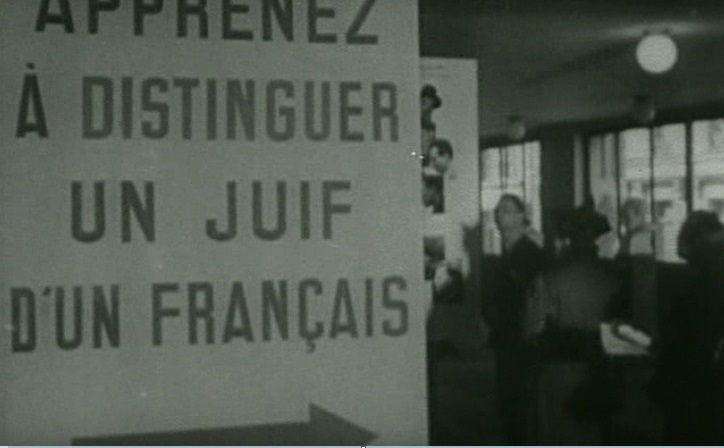 APPRENEZ
À DISTINGUER
UN JUIF
D'UN FRANÇAIS